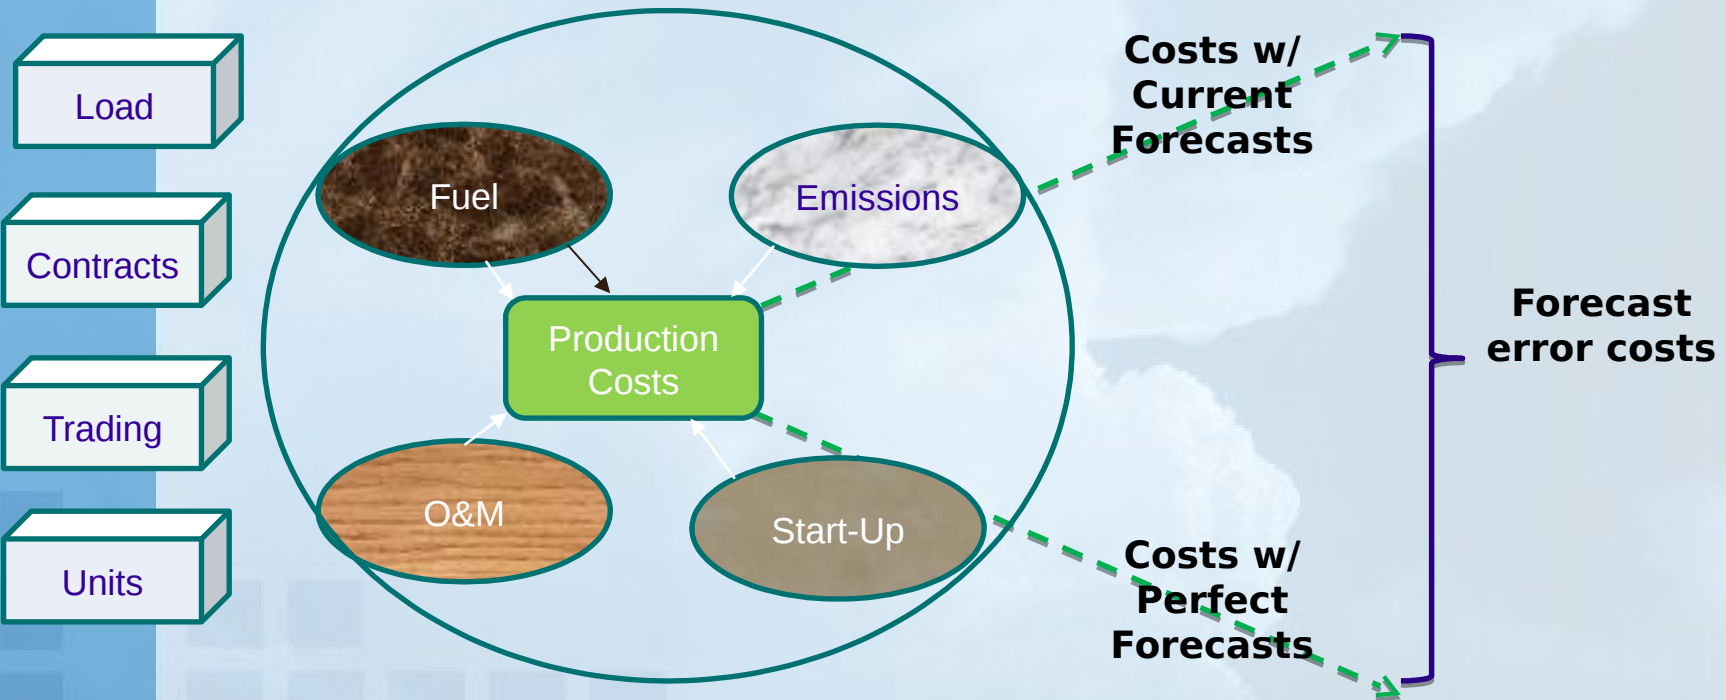 Load
Contracts
Trading
Units
Fuel
Emissions
Production
Costs
O&M
Start-Up
Costs w/
Current
Forecasts
Costs w/
Perfect
Forecasts
Forecast
error costs